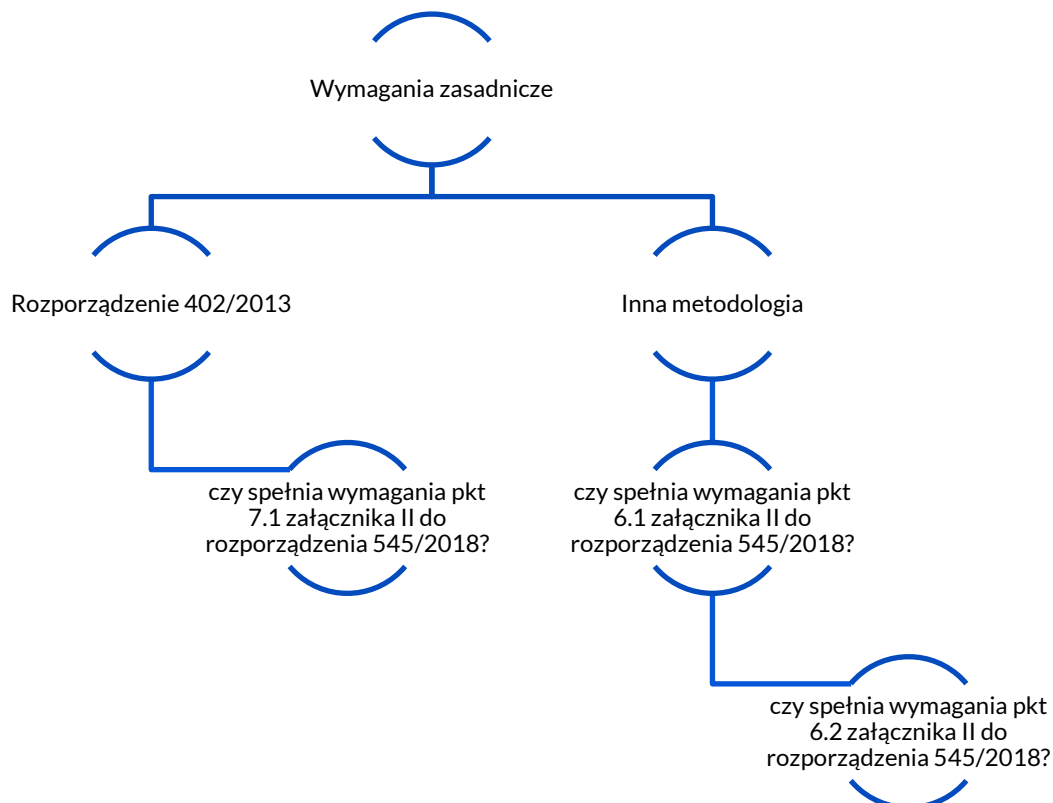 Wymagania zasadnicze
Rozporządzenie 402/2013
Inna metodologia
czy spełnia wymagania pkt
7.1 załącznika II do
rozporządzenia 545/2018?
czy spełnia wymagania pkt
6.1 załącznika II do
rozporządzenia 545/2018?
czy spełnia wymagania pkt
6.2 załącznika II do
rozporządzenia 545/2018?